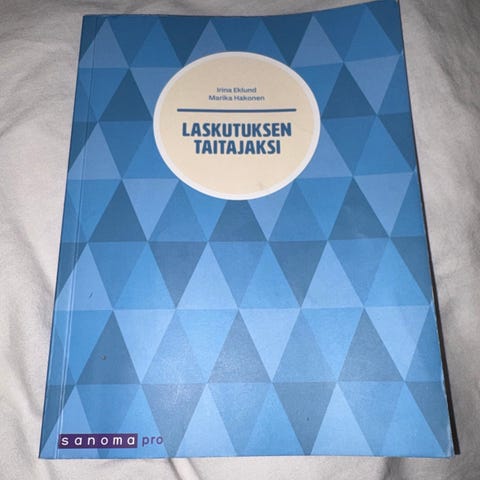 Irina Eklund
Marika Hakonen
LASKUTUKSEN
TAITAJAKSI
sanoma pro